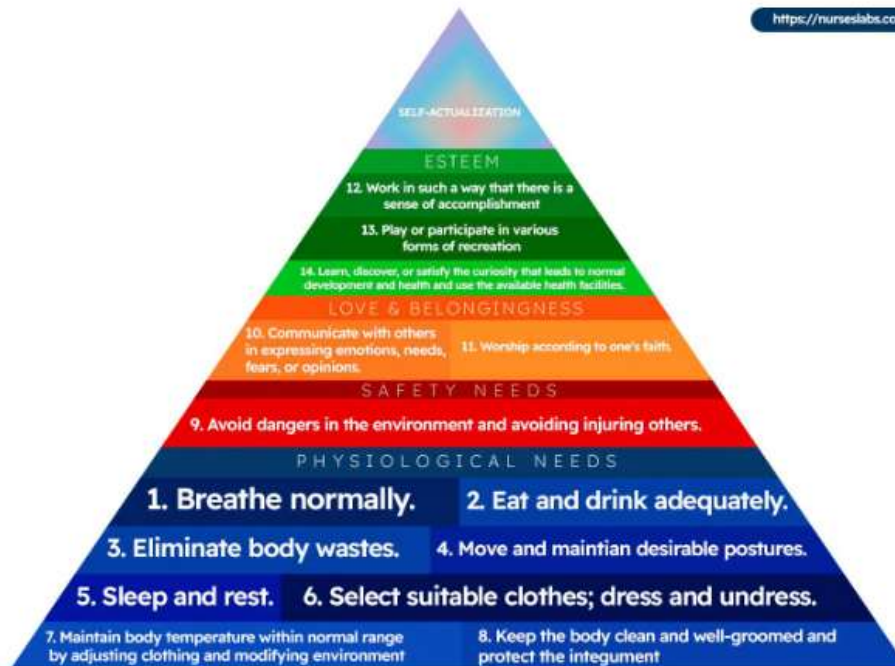 https://nurseslabs.co
SELF-ACTUALIZATION
ESTEEM
12. Work in such a way that there is a
sense of accomplishment
13. Play or participate in various
forms of recreation
14. Learn, discover, or satisfy the curiosity that leads to normal
development and health and use the available health facilities.
LOVE & BELONGINGNESS
10. Communicate with others
in expressing emotions, needs,
fears, or opinions.
11. Worship according to one's faith.
SAFETY NEEDS
9. Avoid dangers in the environment and avoiding injuring others.
PHYSIOLOGICAL NEEDS
1. Breathe normally.
2. Eat and drink adequately.
3. Eliminate body wastes.
4. Move and maintian desirable postures.
5. Sleep and rest.
6. Select suitable clothes; dress and undress.
7. Maintain body temperature within normal range
by adjusting clothing and modifying environment
8. Keep the body clean and well-groomed and
protect the integument